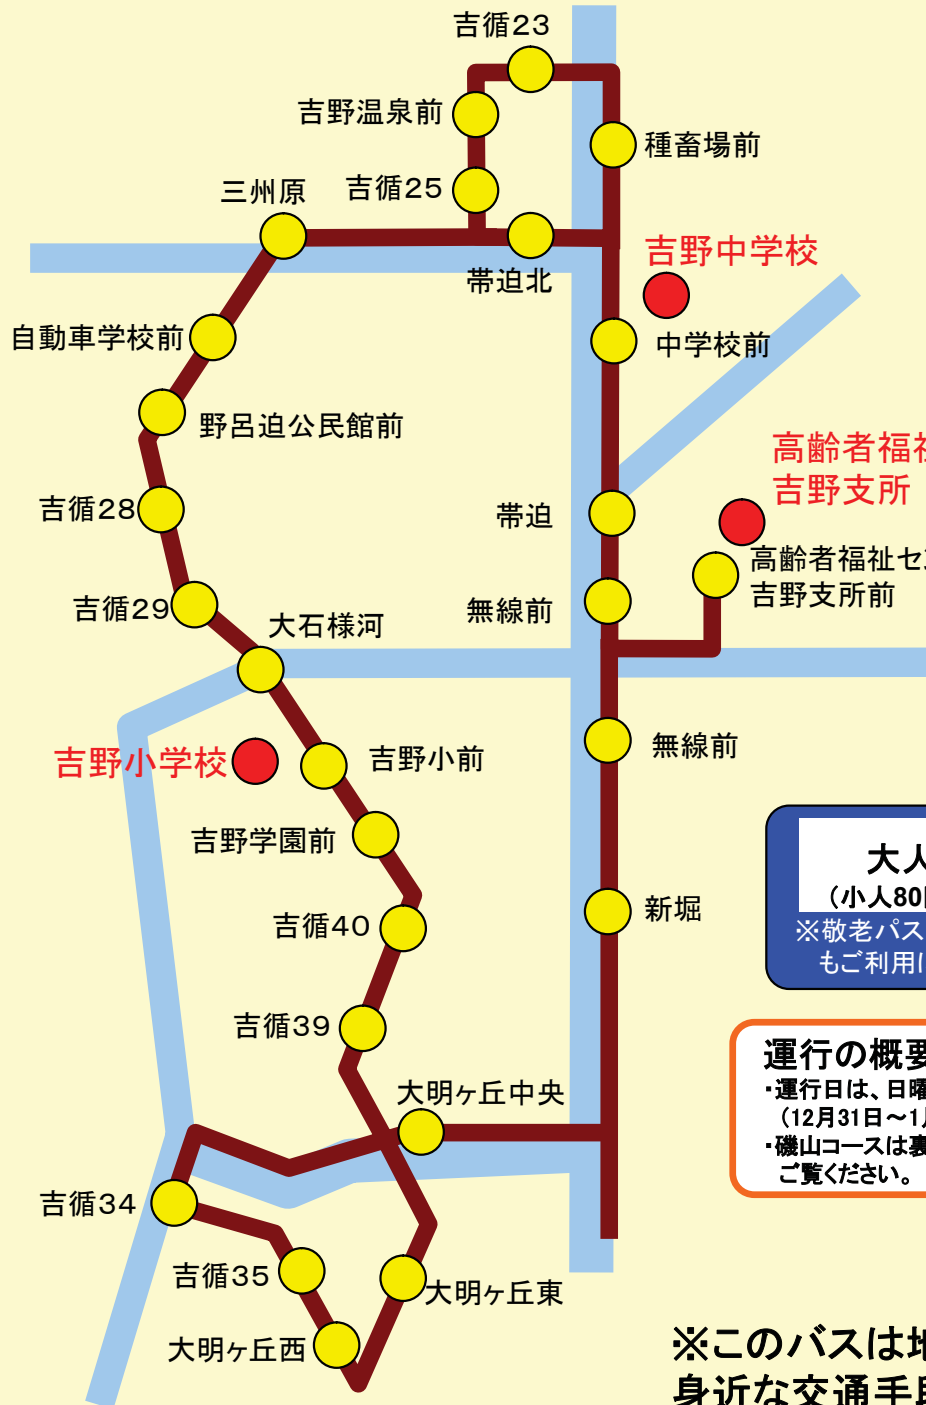 吉循23
吉野温泉前
種畜場前
三州原
吉循25
吉野中学校
帯迫北
自動車学校前
中学校前
野呂迫公民館前
高齢者福祉
吉野支所
吉循28
帯迫
高齢者福祉セ
吉野支所前
吉循29
無線前
大石様河
吉野小学校
吉野小前
無線前
吉野学園前
大人
（小人80
※敬老パス
もご利用に
新堀
吉循40
吉循39
運行の概要
・運行日は、日曜
（12月31日～1月
・磯山コースは裏
ご覧ください。
大明ヶ丘中央
吉循34
吉循35
大明ヶ丘東
大明ヶ丘西
※このバスは地
身近な交通手段